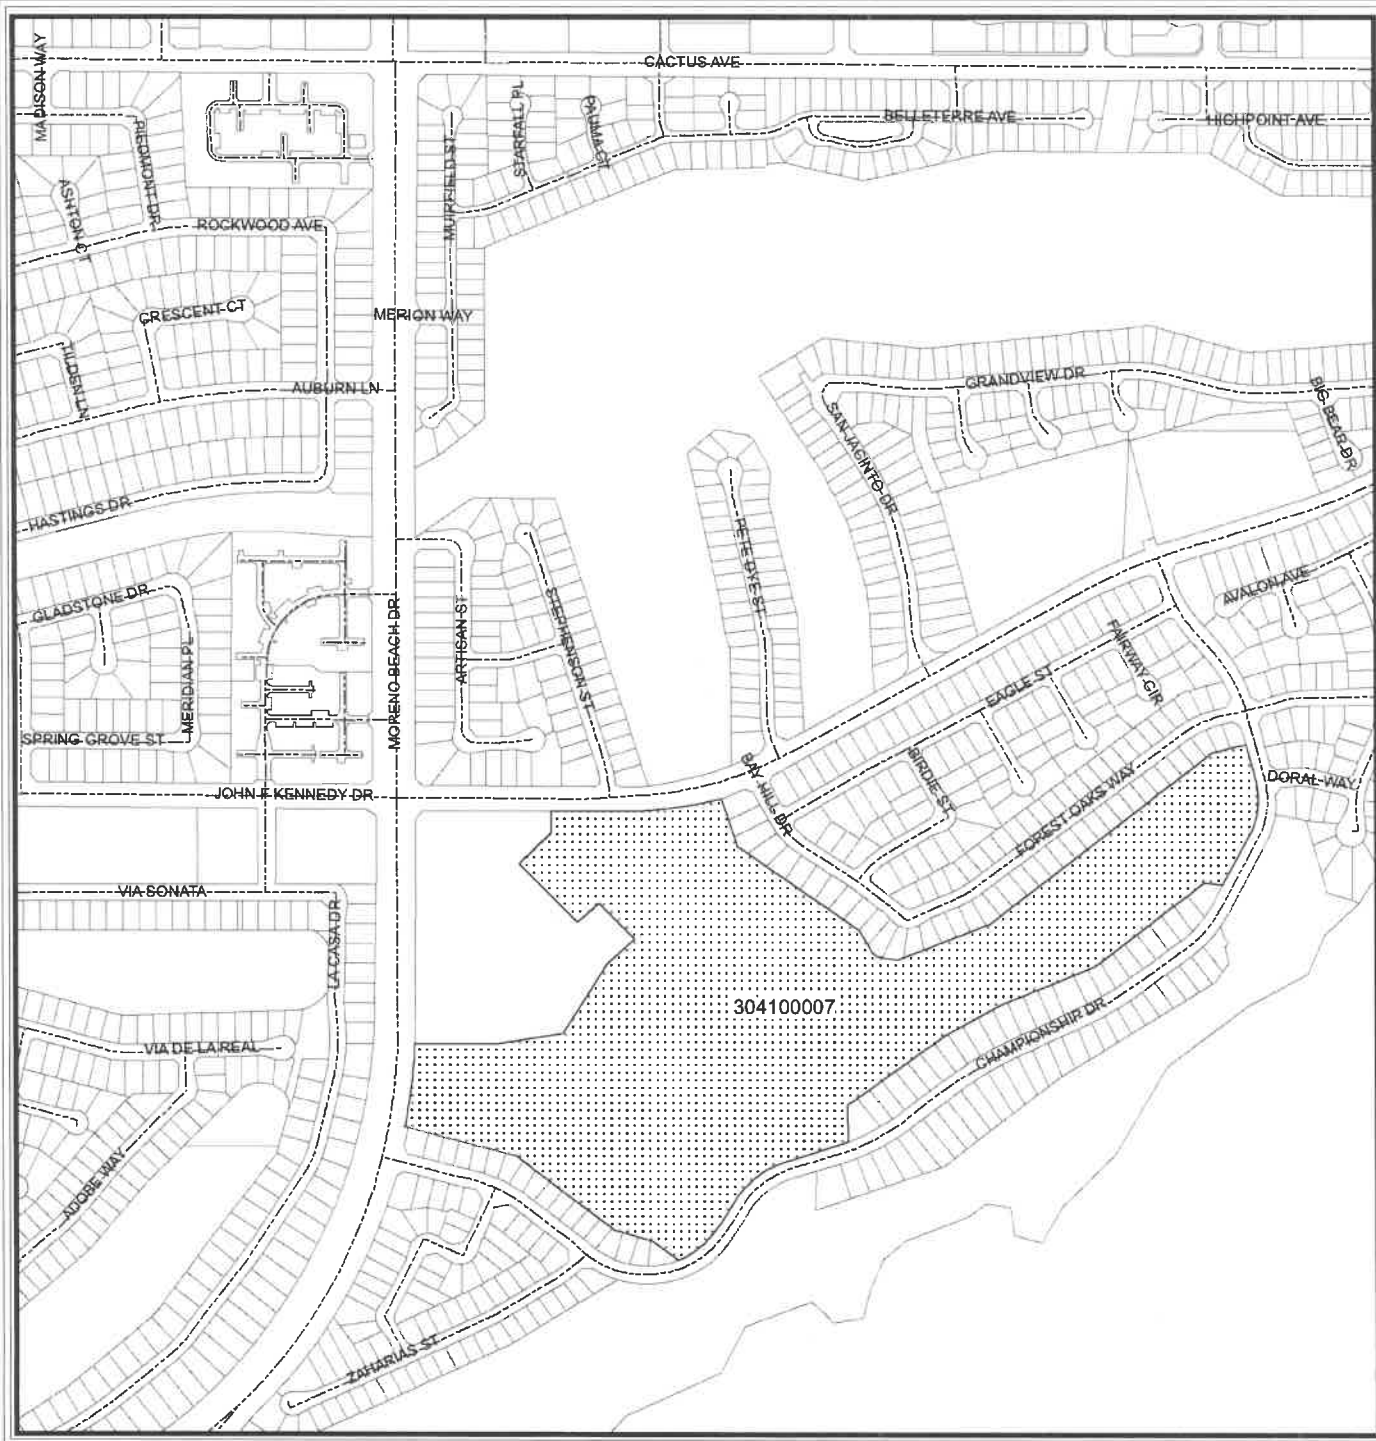 CACTUS AVE
MADISON WAY
PIEDMONT DR
ASHTON CT
ROCKWOOD AVE
CRESCENT CT
TILDEN LN
AUBURN LN
HASTINGS DR
MUIRFIELD ST
STARFALL PL
PAUMA CT
BELLETERRE AVE
HIGHPOINT AVE
MERION WAY
GRANDVIEW DR
BIG BEAR DR
SAN JACINTO DR
PETE DYE ST
GLADSTONE DR
MERIDIAN PL
SPRING GROVE ST
MORENO BEACH DR
ARTISAN ST
STEPHENSON ST
AVALON AVE
FAIRWAY CIR
EAGLE ST
BIRDIE ST
BAY HILL DR
FOREST OAKS WAY
DORAL WAY
JOHN F KENNEDY DR
VIA SONATA
LA CASA DR
304100007
CHAMPIONSHIP DR
VIA DE LA REAL
ADOBE WAY
ZAHARIAS ST